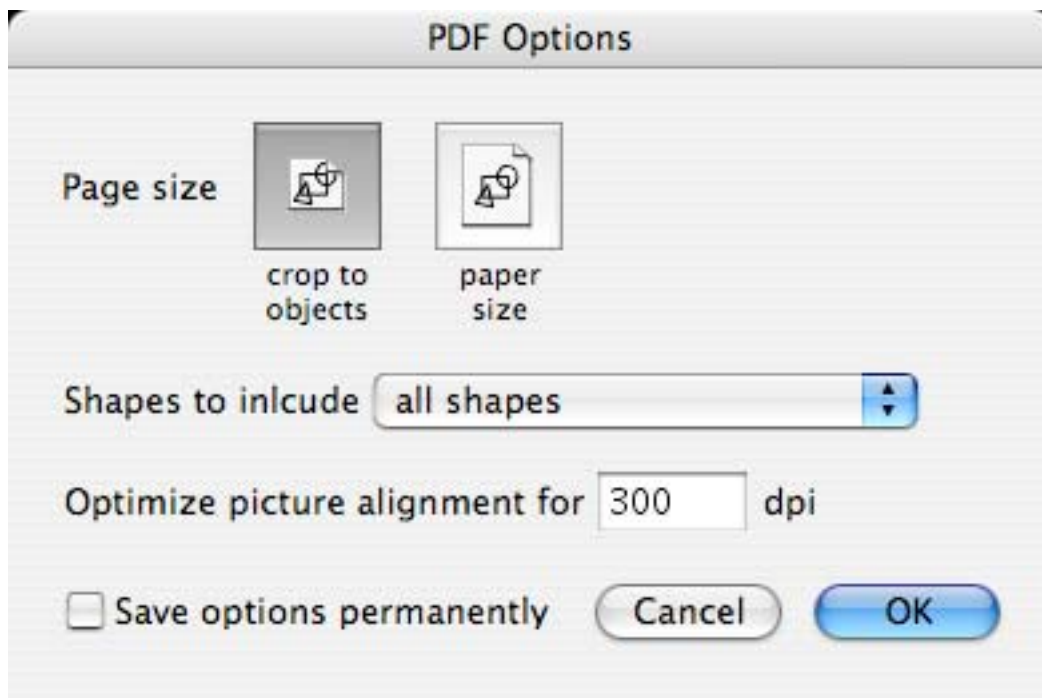 PDF Options
Page size
crop to
objects
paper
size
Shapes to inlcude all shapes
Optimize picture alignment for 300 dpi
Save options permanently Cancel OK